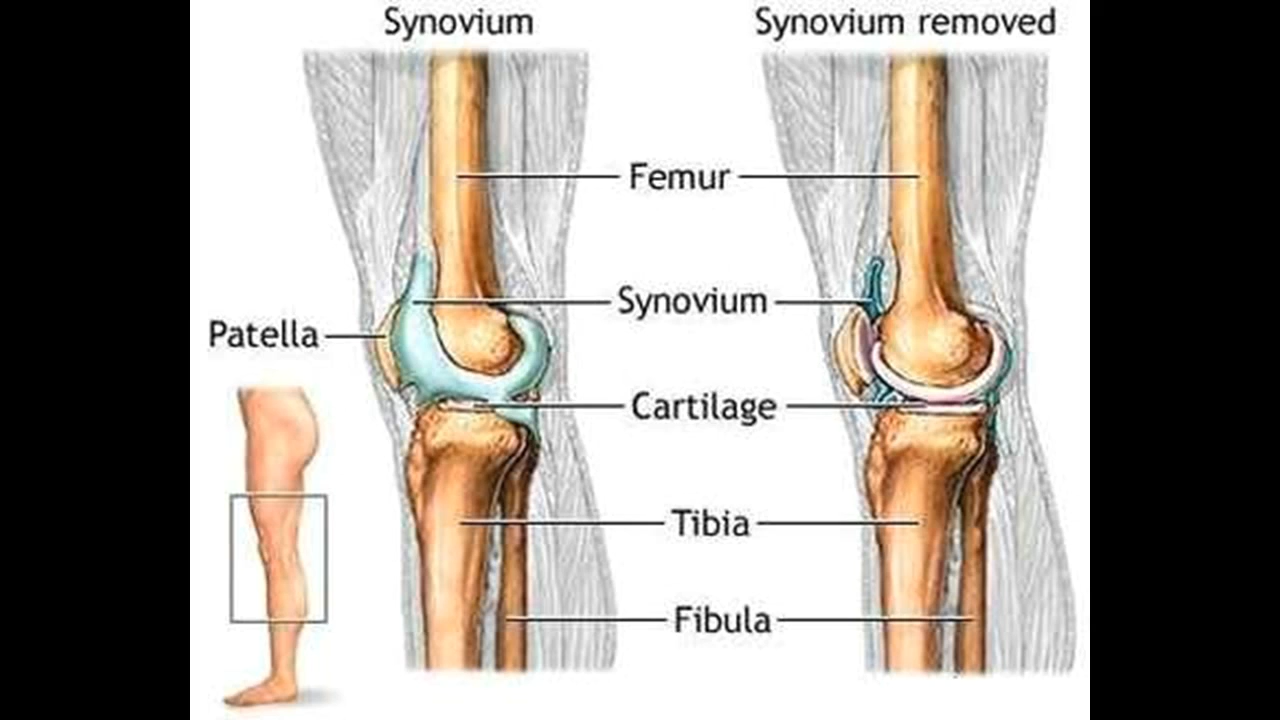 Synovium
Synovium removed
Femur
Synovium
Patella
Cartilage
Tibia
Fibula